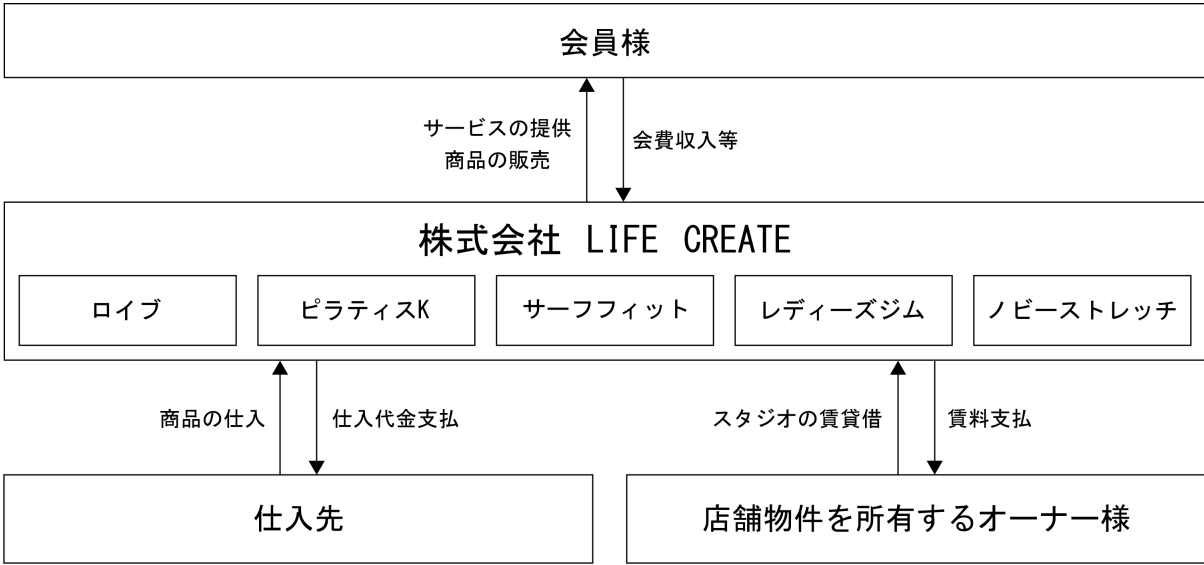 会員様
サービスの提供
商品の販売
会費収入等
株式会社 LIFE CREATE
ロイブ
ピラティスK
サーフフィット
レディーズジム
ノビーストレッチ
商品の仕入
仕入代金支払
スタジオの賃貸借
賃料支払
仕入先
店舗物件を所有するオーナー様